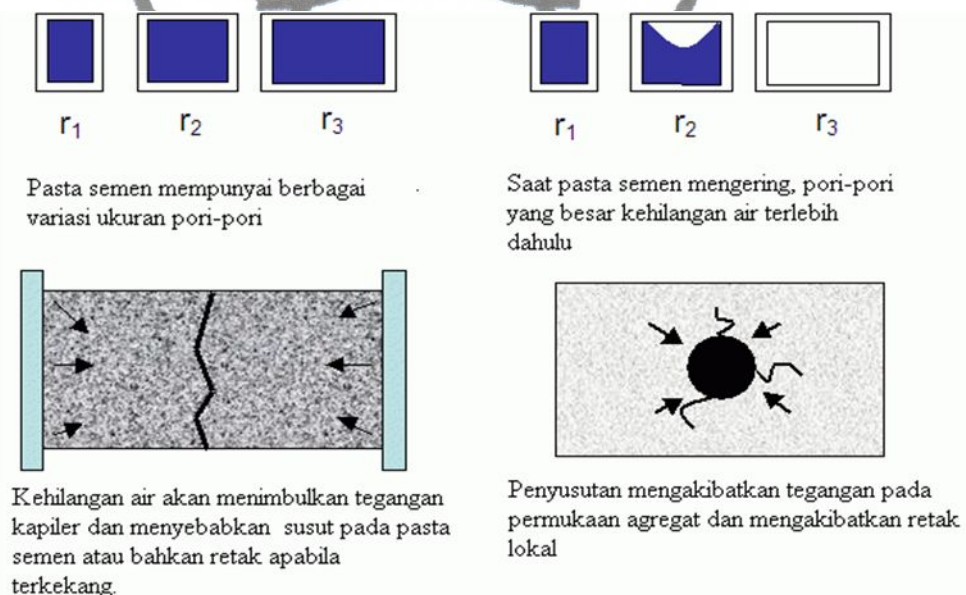 r1 r2 r3
Pasta semen mempunyai berbagai
variasi ukuran pori-pori
r1 r2 r3
Saat pasta semen mengering, pori-pori
yang besar kehilangan air terlebih
dahulu
Kehilangan air akan menimbulkan tegangan
kapiler dan menyebabkan susut pada pasta
semen atau bahkan retak apabila
terkekang.
Penyusutan mengakibatkan tegangan pada
permukaan agregat dan mengakibatkan retak
lokal